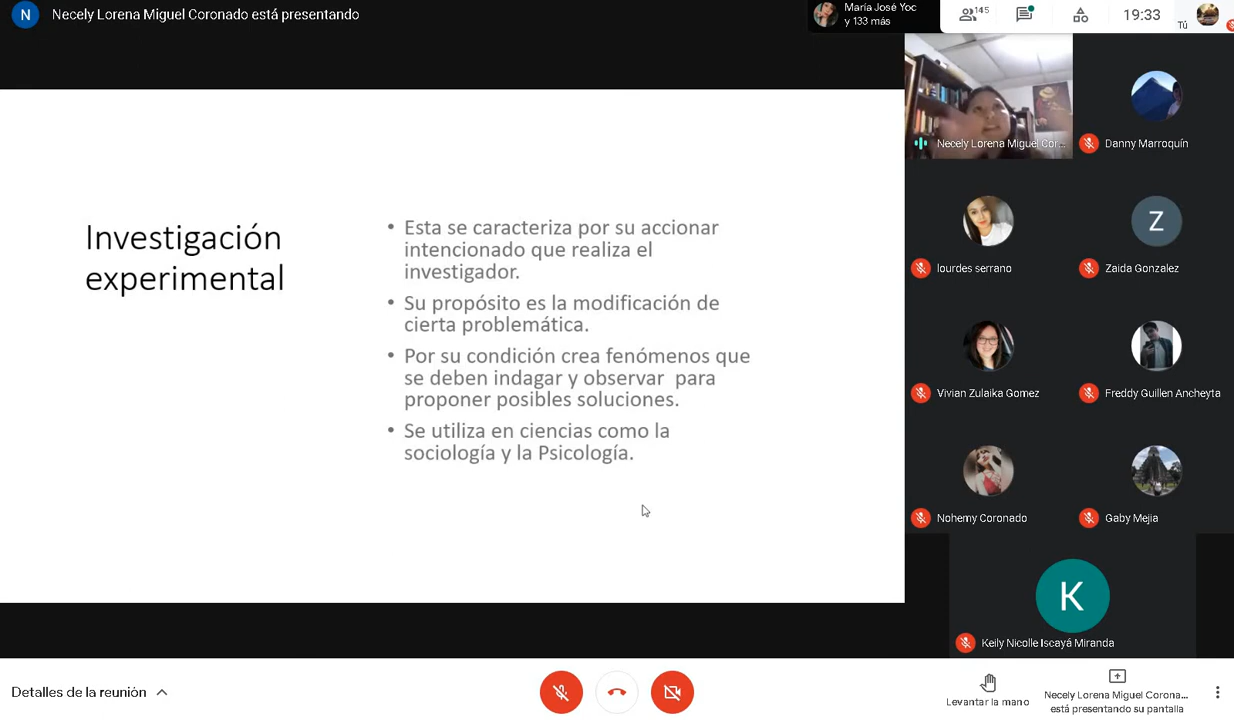 N
Necely Lorena Miguel Coronado está presentando
María José Yoc
y 133 más
145
19:33
Tú
Investigación
experimental
• Esta se caracteriza por su accionar
intencionado que realiza el
investigador.
• Su propósito es la modificación de
cierta problemática.
• Por su condición crea fenómenos que
se deben indagar y observar para
proponer posibles soluciones.
• Se utiliza en ciencias como la
sociología y la Psicología.
Necely Lorena Miguel Cor...
Danny Marroquín
lourdes serrano
Z
Zaida Gonzalez
Vivian Zulaika Gomez
Freddy Guillen Ancheyta
Nohemy Coronado
Gaby Mejia
K
Keily Nicolle Iscayá Miranda
Detalles de la reunión
Levantar la mano
Necely Lorena Miguel Corona...
está presentando su pantalla